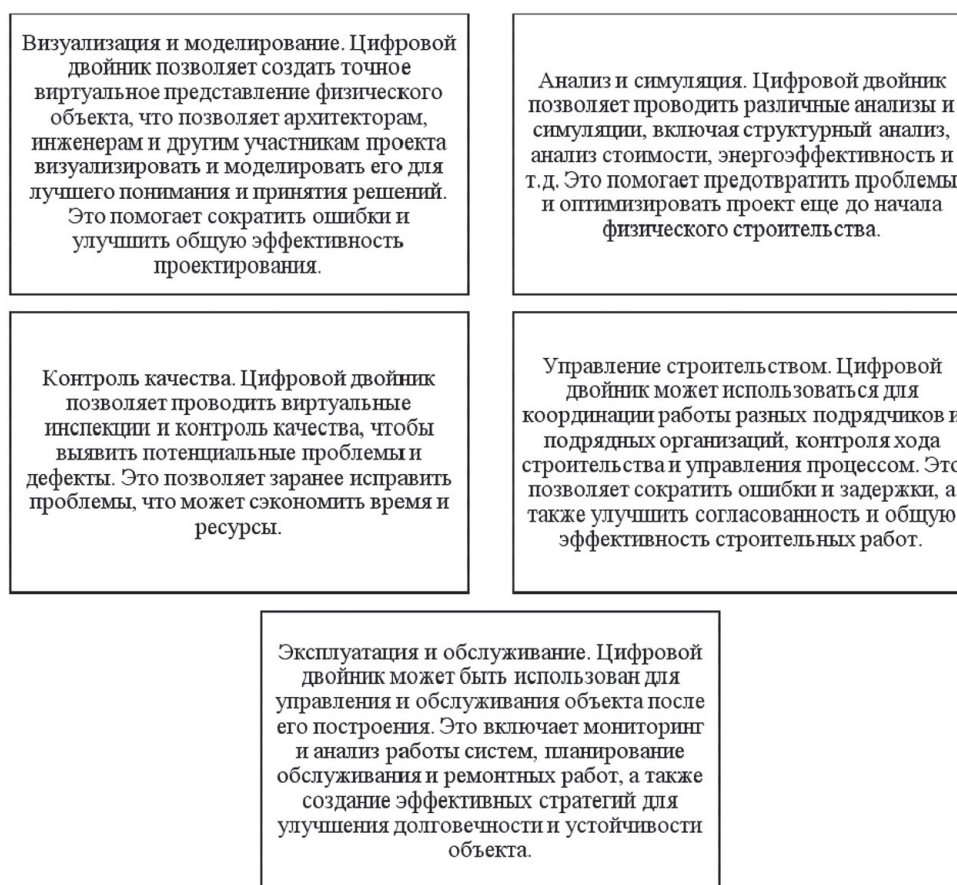 Визуализация и моделирование. Цифровой
двойник позволяет создать точное
виртуальное представление физического
объекта, что позволяет архитекторам,
инженерам и другим участникам проекта
визуализировать и моделировать его для
лучшего понимания и принятия решений.
Это помогает сократить ошибки и
улучшить общую эффективность
проектирования.
Анализ и симуляция. Цифровой двойник
позволяет проводить различные анализы и
симуляции, включая структурный анализ,
анализ стоимости, энергоэффективность и
т.д. Это помогает предотвратить проблемы
и оптимизировать проект еще до начала
физического строительства.
Контроль качества. Цифровой двойник
позволяет проводить виртуальные
инспекции и контроль качества, чтобы
выявить потенциальные проблемы и
дефекты. Это позволяет заранее исправить
проблемы, что может сэкономить время и
ресурсы.
Управление строительством. Цифровой
двойник может использоваться для
координации работы разных подрядчиков и
подрядных организаций, контроля хода
строительства и управления процессом. Это
позволяет сократить ошибки и задержки, а
также улучшить согласованность и общую
эффективность строительных работ.
Эксплуатация и обслуживание. Цифровой
двойник может быть использован для
управления и обслуживания объекта после
его построения. Это включает мониторинг
и анализ работы систем, планирование
обслуживания и ремонтных работ, а также
создание эффективных стратегий для
улучшения долговечности и устойчивости
объекта.